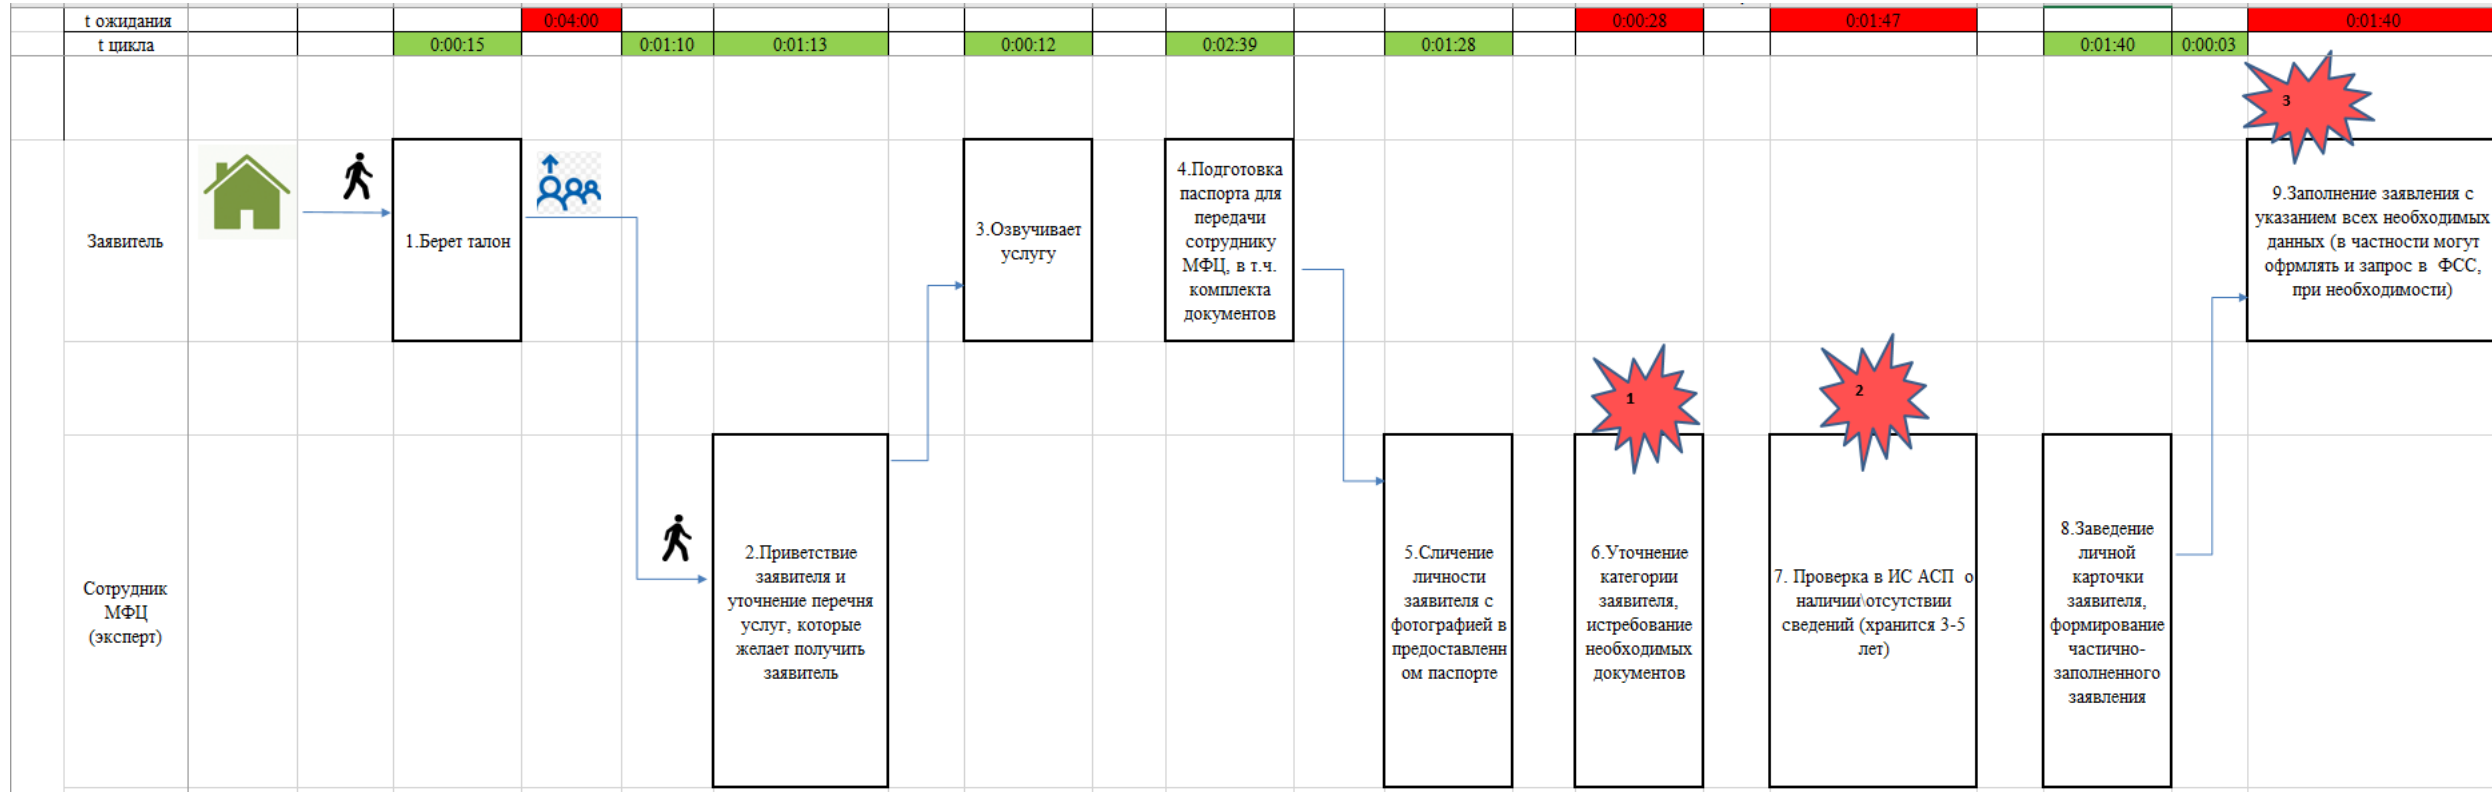 t ожидания 0:04:00 0:00:28 0:01:47 0:01:40
t цикла 0:00:15 0:01:10 0:01:13 0:00:12 0:02:39 0:01:28 0:01:40 0:00:03
Заявитель
1.Берет талон
3.Озвучивает
услугу
4.Подготовка
паспорта для
передачи
сотруднику
МФЦ, в т.ч.
комплекта
документов
3
9.Заполнение заявления с
указанием всех необходимых
данных (в частности могут
офрмлять и запрос в ФСС,
при необходимости)
Сотрудник
МФЦ
(эксперт)
2.Приветствие
заявителя и
уточнение перечня
услуг, которые
желает получить
заявитель
5.Сличение
личности
заявителя с
фотографией в
предоставленн
ом паспорте
1
6.Уточнение
категории
заявителя,
истребование
необходимых
документов
2
7. Проверка в ИС АСП о
наличии\отсутствии
сведений (хранится 3-5
лет)
8.Заведение
личной
карточки
заявителя,
формирование
частично-
заполненного
заявления